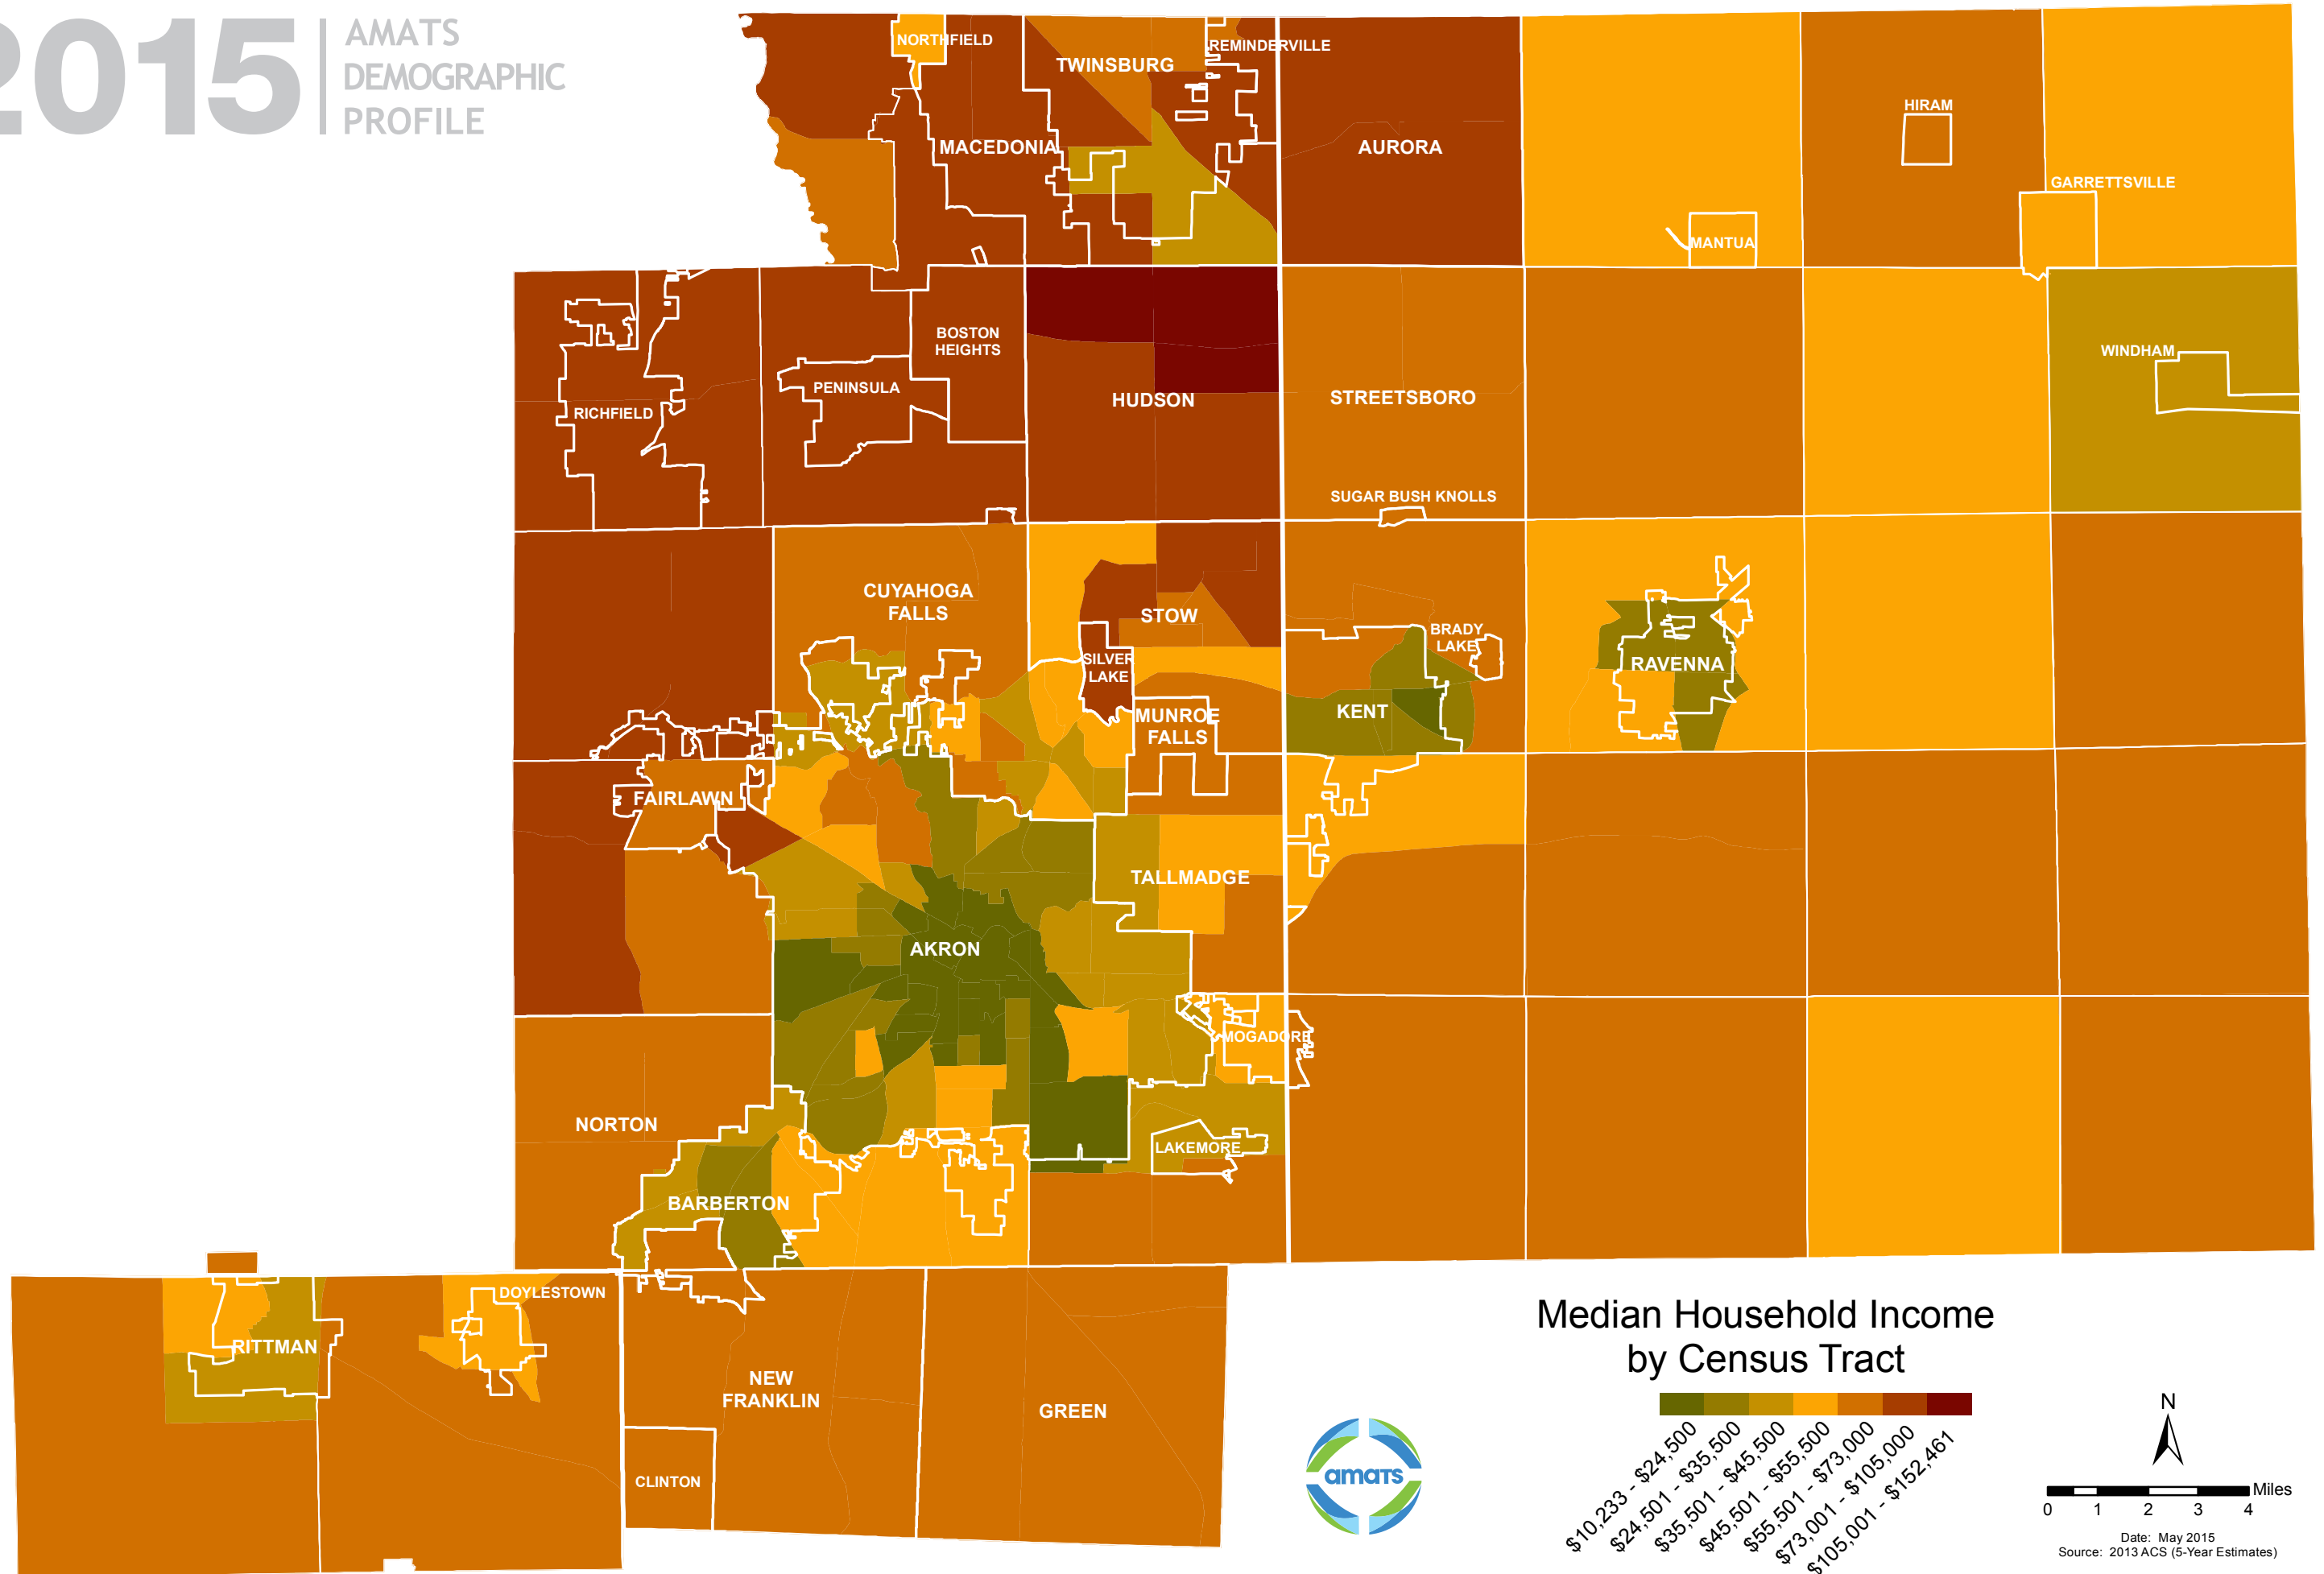 2015
AMATS
DEMOGRAPHIC
PROFILE
NORTHFIELD
REMINDERVILLE
TWINSBURG
MACEDONIA
AURORA
HIRAM
GARRETTSVILLE
MANTUA
BOSTON
HEIGHTS
WINDHAM
PENINSULA
RICHFIELD
HUDSON
STREETSBORO
SUGAR BUSH KNOLLS
CUYAHOGA
FALLS
STOW
BRADY
LAKE
SILVER
LAKE
RAVENNA
MUNROE
FALLS
KENT
FAIRLAWN
TALLMADGE
AKRON
MOGADORE
NORTON
LAKEMORE
BARBERTON
DOYLESTOWN
RITTMAN
NEW
FRANKLIN
GREEN
CLINTON
Median Household Income
by Census Tract
$10,233 - $24,500
$24,501 - $35,500
$35,501 - $45,500
$45,501 - $55,500
$55,501 - $73,000
$73,001 - $105,000
$105,001 - $152,461
amats
N
Miles
0 1 2 3 4
Date: May 2015
Source: 2013 ACS (5-Year Estimates)